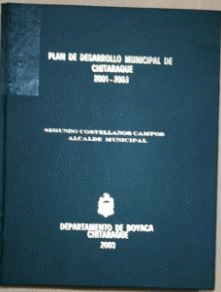 PLAN DE DESARROLLO MUNICIPAL DE
CHITARAQUE
2001-2003
SEGUNDO COSTELLANOS CAMPOS
ALCALDE MUNICIPAL
DEPARTAMENTO DE BOYACA
CHITARAQUE
2003